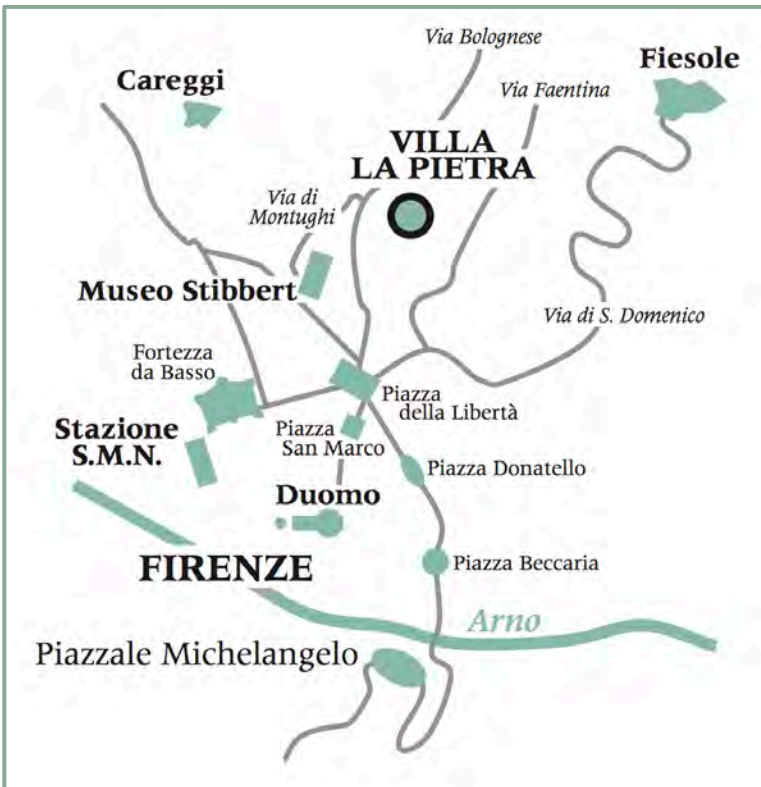 Via Bolognese
Fiesole
Careggi
Via Faentina
VILLA
LA PIETRA
Via di
Montughi
Museo Stibbert
Via di S. Domenico
Fortezza
da Basso
Piazza
della Libertà
Stazione
S.M.N.
Piazza
San Marco
Piazza Donatello
Duomo
FIRENZE
Piazza Beccaria
Arno
Piazzale Michelangelo